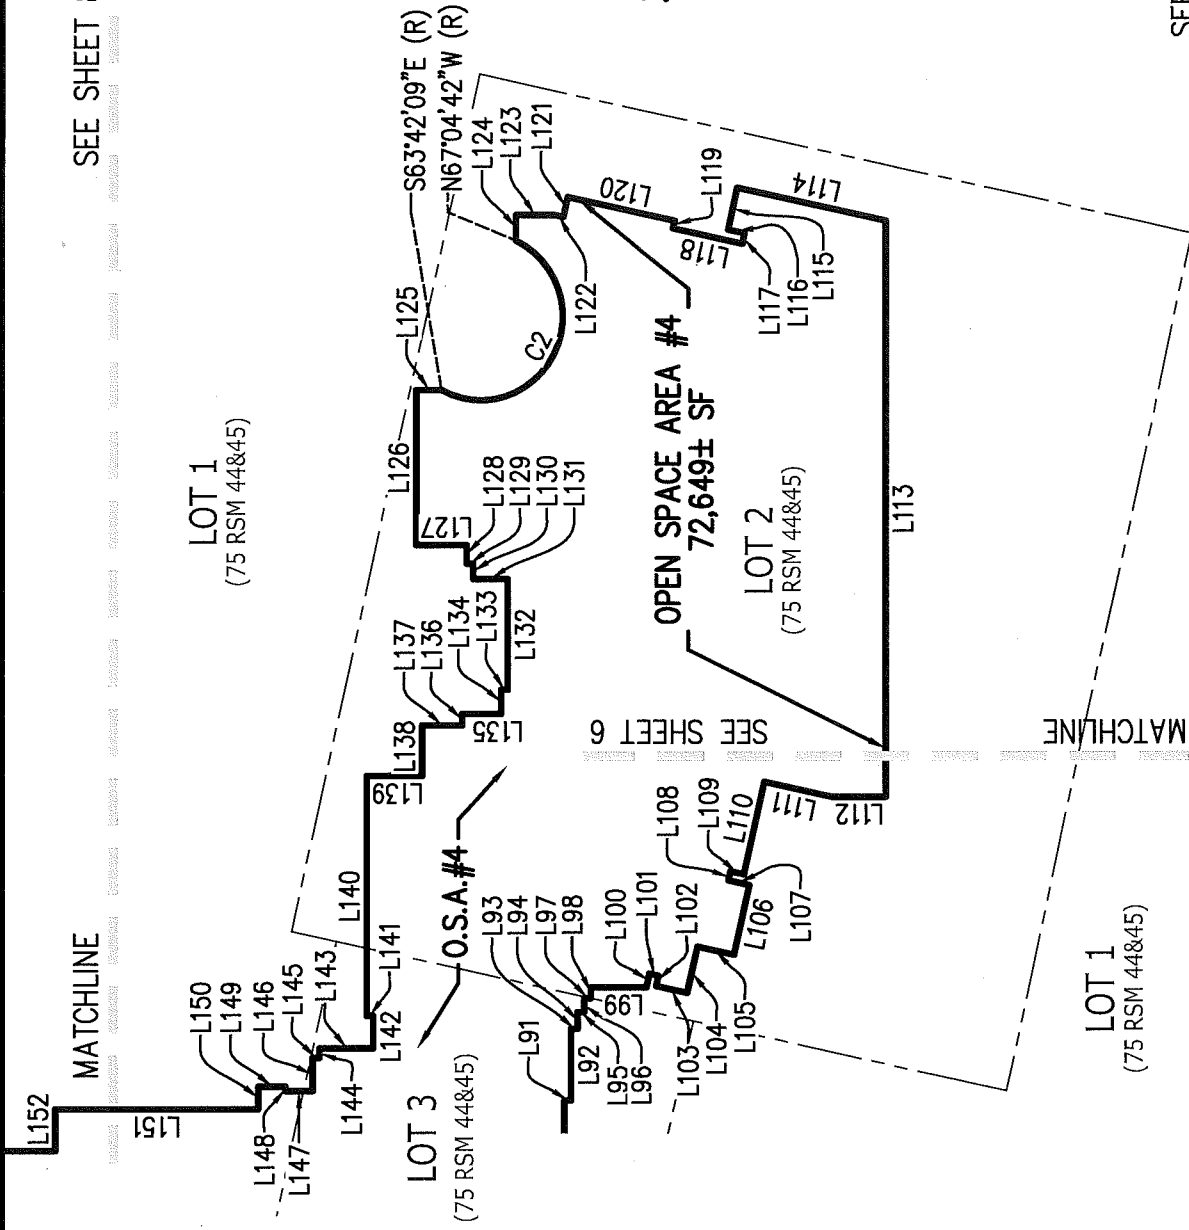 SEE SHEET
S63°42'09"E (R)
N67°04'42"W (R)
L124
L123
L121
L125
L120
L119
L114
L118
L122
L117
L116
L115
C2
LOT 1
(75 RSM 44&45)
L126
L127
L128
L129
L130
L131
OPEN SPACE AREA #4
72,649± SF
LOT 2
(75 RSM 44&45)
L113
L137
L136
L134
L133
L132
L138
L135
L139
SEE SHEET 6
MATCHLINE
L140
O.S.A.#4
L108
L109
L110
L111
L112
L107
L106
L100
L101
L102
L93
L94
L97
L98
L99
L103
L104
L105
L91
L92
L95
L96
MATCHLINE
L150
L149
L146
L145
L143
L141
L142
L144
L152
L151
L148
L147
LOT 3
(75 RSM 44&45)
LOT 1
(75 RSM 44&45)